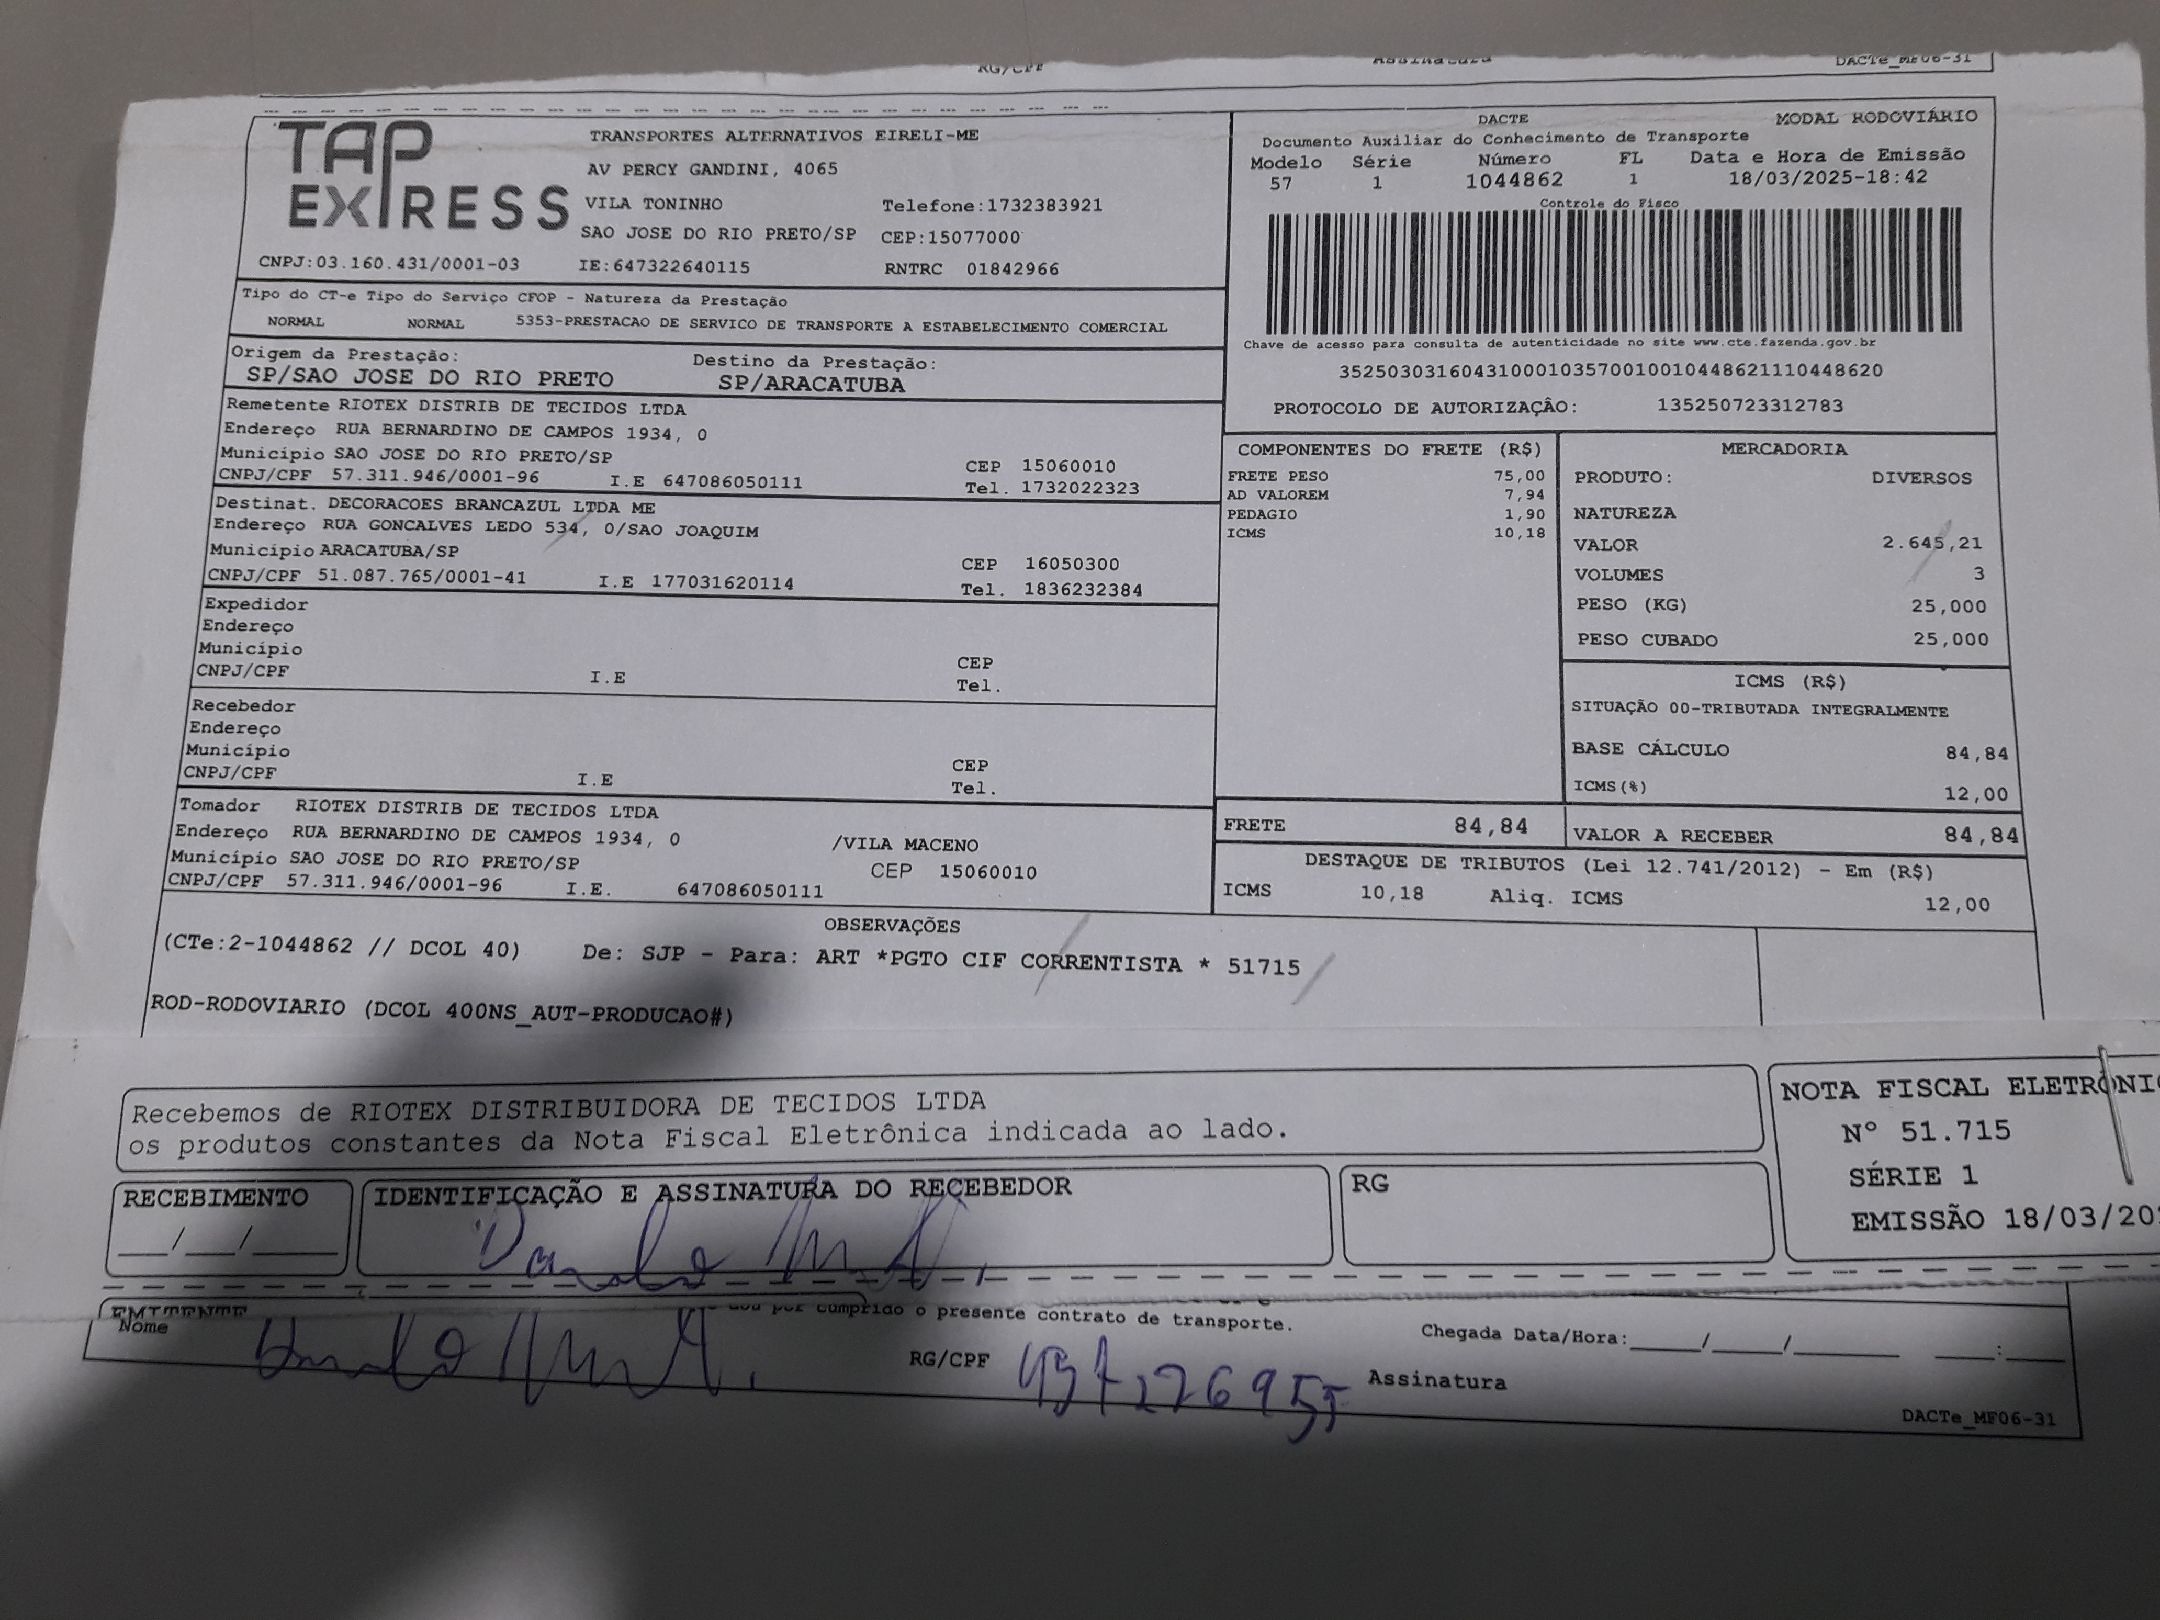 RG/CPF Assinatura DACTe_MF06-31
TAP EXPRESS
TRANSPORTES ALTERNATIVOS EIRELI-ME
AV PERCY GANDINI, 4065
VILA TONINHO Telefone:1732383921
SAO JOSE DO RIO PRETO/SP CEP:15077000
CNPJ:03.160.431/0001-03 IE:647322640115 RNTRC 01842966
DACTE MODAL RODOVIÁRIO
Documento Auxiliar do Conhecimento de Transporte
Modelo Série Número FL Data e Hora de Emissão
57 1 1044862 1 18/03/2025-18:42
Controle do Fisco
Chave de acesso para consulta de autenticidade no site www.cte.fazenda.gov.br
35250303160431000103570010010448621110448620
PROTOCOLO DE AUTORIZAÇÂO: 135250723312783
Tipo do CT-e Tipo do Serviço CFOP - Natureza da Prestação
NORMAL NORMAL 5353-PRESTACAO DE SERVICO DE TRANSPORTE A ESTABELECIMENTO COMERCIAL
Origem da Prestação: Destino da Prestação:
SP/SAO JOSE DO RIO PRETO SP/ARACATUBA
Remetente RIOTEX DISTRIB DE TECIDOS LTDA
Endereço RUA BERNARDINO DE CAMPOS 1934, 0
Município SAO JOSE DO RIO PRETO/SP CEP 15060010
CNPJ/CPF 57.311.946/0001-96 I.E 647086050111 Tel. 1732022323
Destinat. DECORACOES BRANCAZUL LTDA ME
Endereço RUA GONCALVES LEDO 534, 0/SAO JOAQUIM
Município ARACATUBA/SP CEP 16050300
CNPJ/CPF 51.087.765/0001-41 I.E 177031620114 Tel. 1836232384
Expedidor
Endereço
Município CEP
CNPJ/CPF I.E Tel.
Recebedor
Endereço
Município CEP
CNPJ/CPF I.E Tel.
Tomador RIOTEX DISTRIB DE TECIDOS LTDA
Endereço RUA BERNARDINO DE CAMPOS 1934, 0 /VILA MACENO
Município SAO JOSE DO RIO PRETO/SP CEP 15060010
CNPJ/CPF 57.311.946/0001-96 I.E. 647086050111
COMPONENTES DO FRETE (R$)
FRETE PESO 75,00
AD VALOREM 7,94
PEDAGIO 1,90
ICMS 10,18
MERCADORIA
PRODUTO: DIVERSOS
NATUREZA
VALOR 2.645,21
VOLUMES 3
PESO (KG) 25,000
PESO CUBADO 25,000
ICMS (R$)
SITUAÇÃO 00-TRIBUTADA INTEGRALMENTE
BASE CÁLCULO 84,84
ICMS(%) 12,00
FRETE 84,84 VALOR A RECEBER 84,84
DESTAQUE DE TRIBUTOS (Lei 12.741/2012) - Em (R$)
ICMS 10,18 Aliq. ICMS 12,00
OBSERVAÇÕES
(CTe:2-1044862 // DCOL 40) De: SJP - Para: ART *PGTO CIF CORRENTISTA * 51715
ROD-RODOVIARIO (DCOL 400NS_AUT-PRODUCAO#)
Recebemos de RIOTEX DISTRIBUIDORA DE TECIDOS LTDA
os produtos constantes da Nota Fiscal Eletrônica indicada ao lado.
NOTA FISCAL ELETRÔNI
Nº 51.715
SÉRIE 1
EMISSÃO 18/03/20
RECEBIMENTO IDENTIFICAÇÃO E ASSINATURA DO RECEBEDOR RG
__/__/____
EMITENTE
por cumprido o presente contrato de transporte.
Nome RG/CPF Chegada Data/Hora:____/____/______ ___:___
Assinatura
DACTe_MF06-31